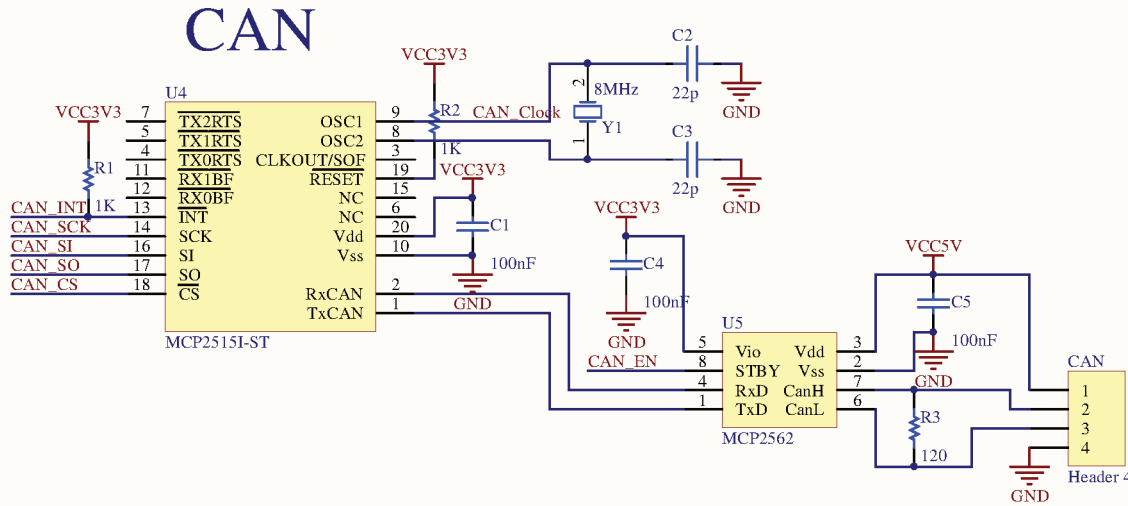 CAN
VCC3V3
C2
22p
GND
U4
VCC3V3
7 TX2RTS OSC1 9
5 TX1RTS OSC2 8
4 TX0RTS CLKOUT/SOF 3
11 RX1BF RESET 19
12 RX0BF NC 15
CAN_INT 13 INT NC 6
CAN_SCK 14 SCK Vdd 20
CAN_SI 16 SI Vss 10
CAN_SO 17 SO
CAN_CS 18 CS RxCAN 2
TxCAN 1
MCP2515I-ST
R1
1K
R2
1K
CAN_Clock
2
8MHz
Y1
1
C3
22p
GND
VCC3V3
C1
100nF
GND
VCC3V3
C4
100nF
GND
VCC5V
C5
100nF
GND
U5
5 Vio Vdd 3
CAN_EN 8 STBY Vss 2
4 RxD CanH 7
1 TxD CanL 6
MCP2562
R3
120
CAN
1
2
3
4
Header 4
GND